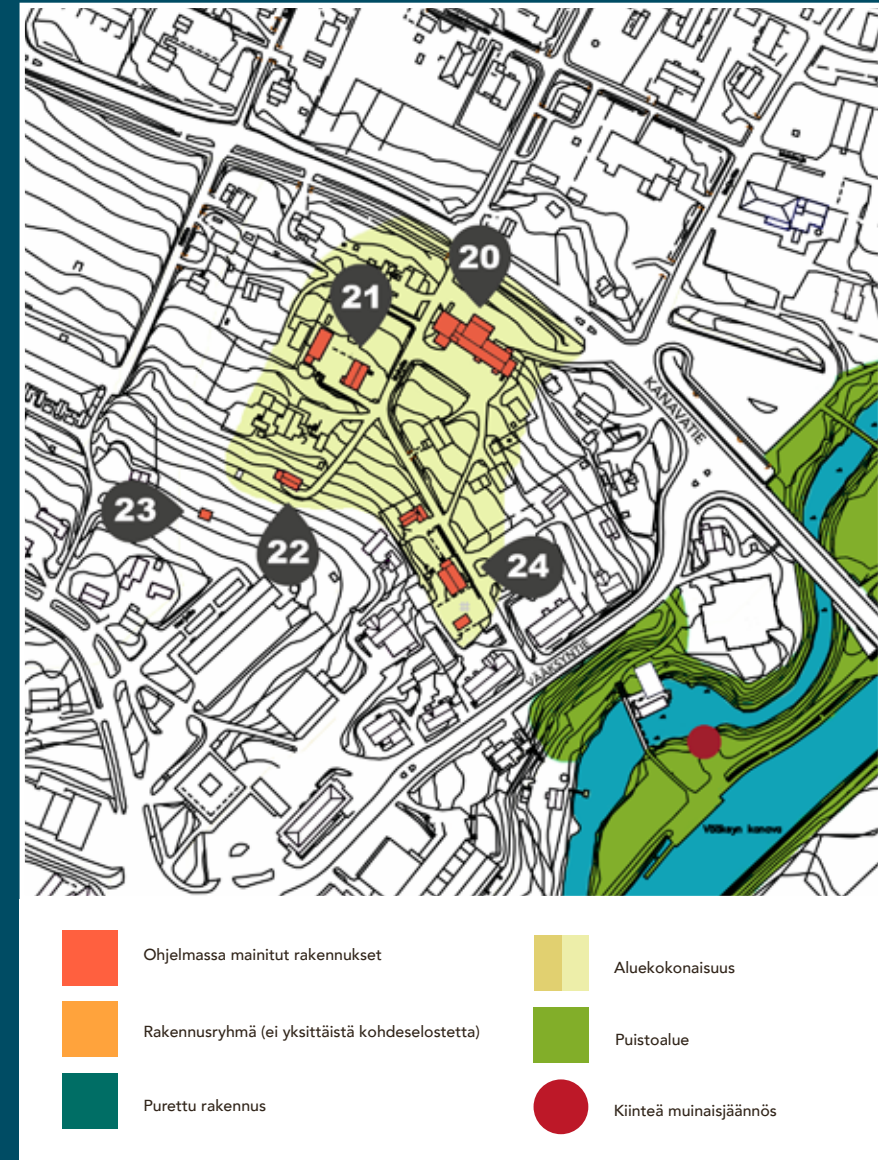 20
21
KANAVATIE
23
22
24
VÄÄKSYNTIE
Vääksyn kanava
Ohjelmassa mainitut rakennukset
Aluekokonaisuus
Rakennusryhmä (ei yksittäistä kohdeselostetta)
Puistoalue
Purettu rakennus
Kiinteä muinaisjäännös